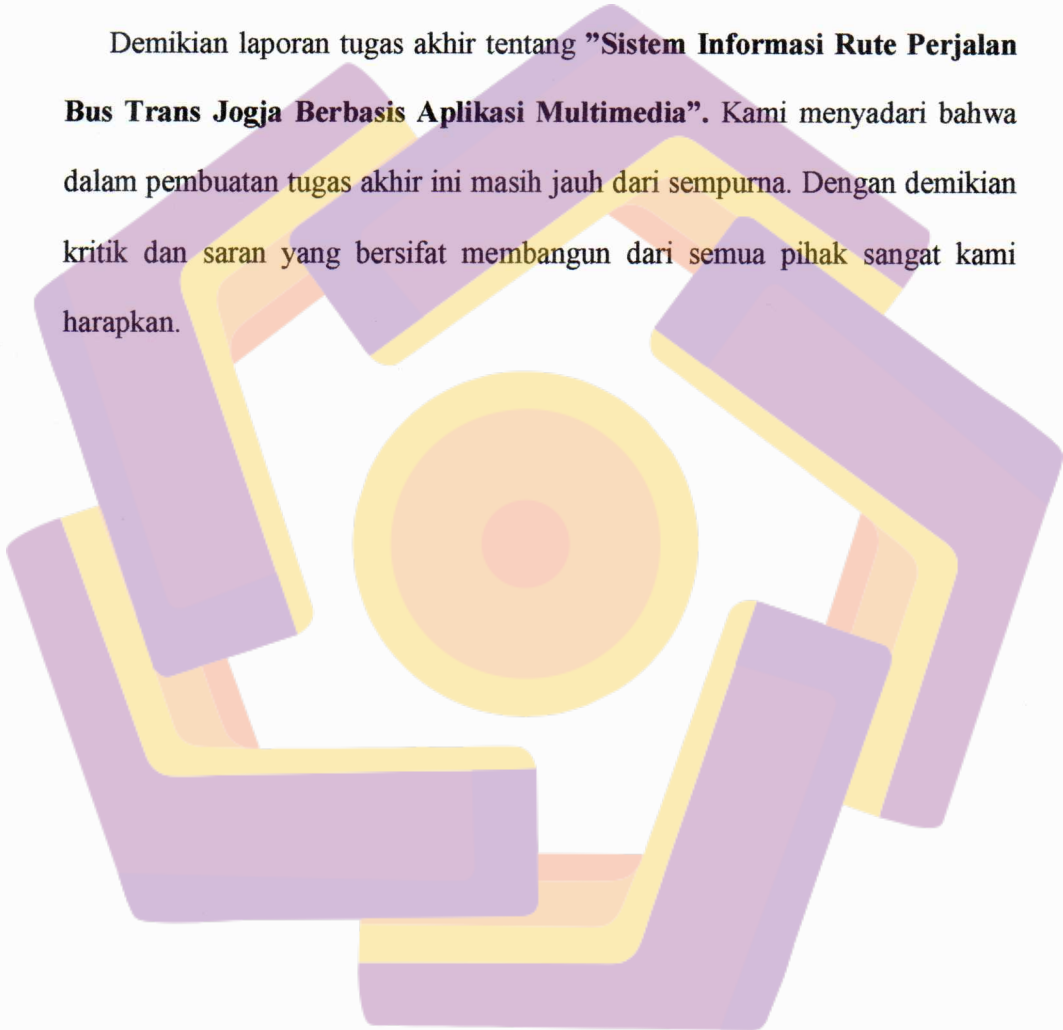 Demikian laporan tugas akhir tentang ”Sistem Informasi Rute Perjalan
Bus Trans Jogja Berbasis Aplikasi Multimedia”. Kami menyadari bahwa
dalam pembuatan tugas akhir ini masih jauh dari sempurna. Dengan demikian
kritik dan saran yang bersifat membangun dari semua pihak sangat kami
harapkan.